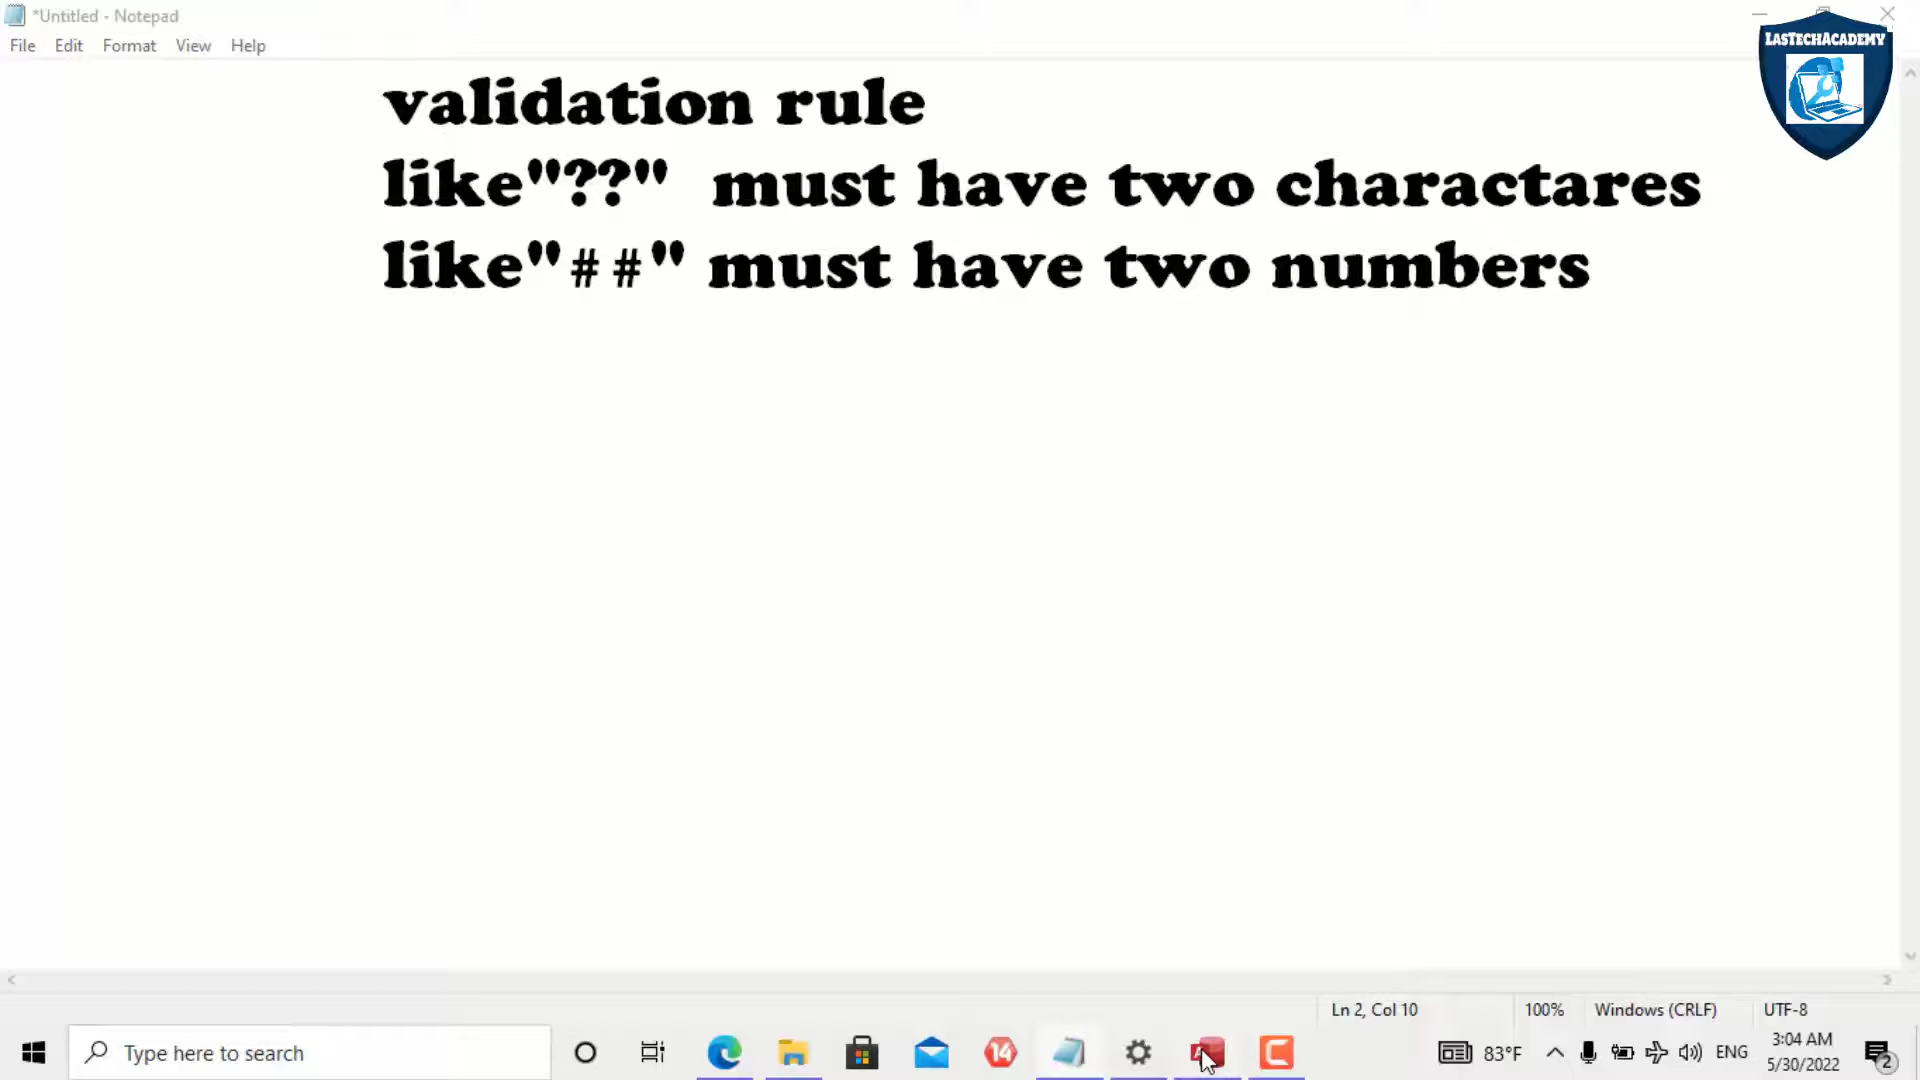 *Untitled - Notepad
File Edit Format View Help
LasTechAcademy
validation rule
like"??"  must have two charactares
like"##" must have two numbers
Ln 2, Col 10 100% Windows (CRLF) UTF-8
Type here to search
14
83°F
ENG
3:04 AM
5/30/2022
2